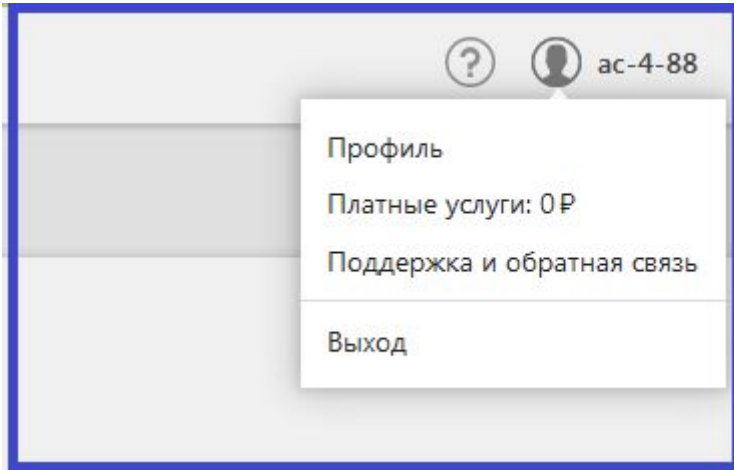 ? ac-4-88
Профиль
Платные услуги: 0 ₽
Поддержка и обратная связь
Выход